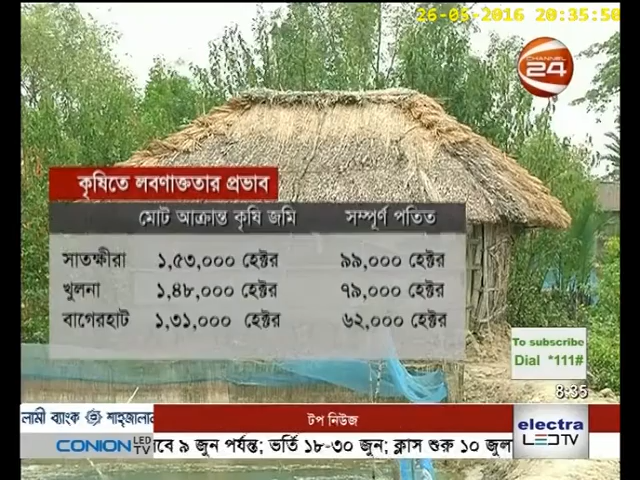 26-05-2016 20:35:58
CHANNEL
24
কৃষিতে লবণাক্ততার প্রভাব
মোট আক্রান্ত কৃষি জমি সম্পূর্ণ পতিত
সাতক্ষীরা ১,৫৩,০০০ হেক্টর ৯৯,০০০ হেক্টর
খুলনা ১,৪৮,০০০ হেক্টর ৭৯,০০০ হেক্টর
বাগেরহাট ১,৩১,০০০ হেক্টর ৬২,০০০ হেক্টর
To subscribe
Dial *111#
8:35
লামী ব্যাংক শাহ্‌জালাল টপ নিউজ
electra
LEDTV
CONION LED TV
বে ৯ জুন পর্যন্ত; ভর্তি ১৮-৩০ জুন; ক্লাস শুরু ১০ জুলা